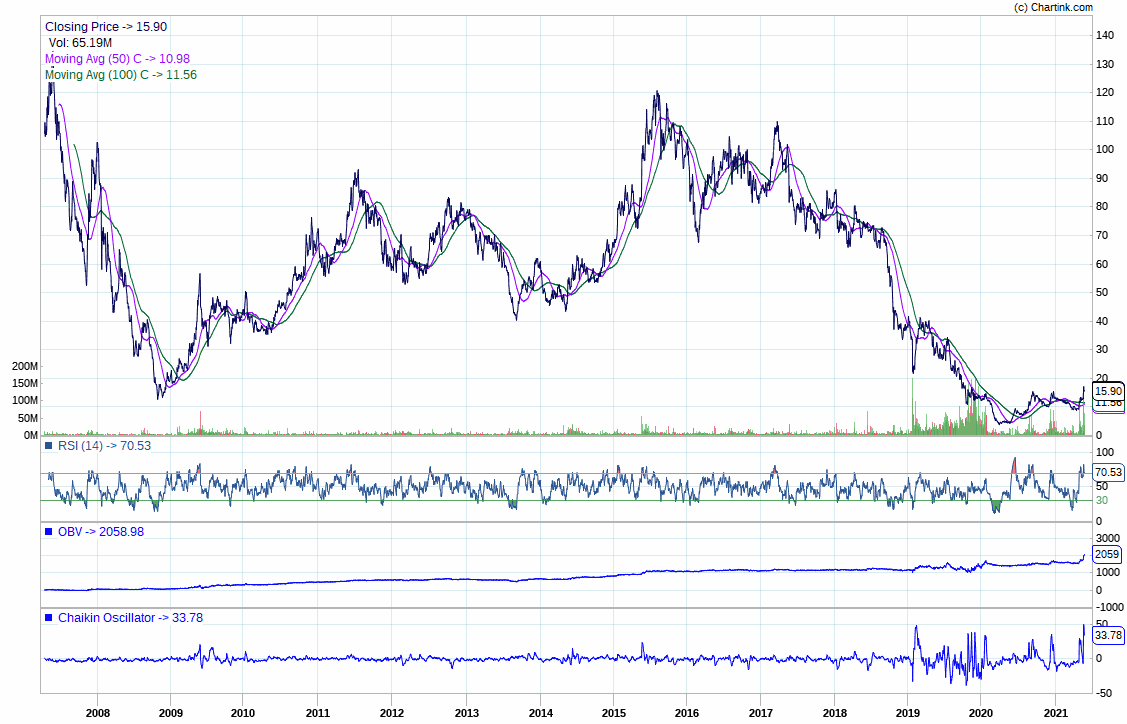 (c) Chartink.com
Closing Price -> 15.90
Vol: 65.19M
Moving Avg (50) C -> 10.98
Moving Avg (100) C -> 11.56
140
130
120
110
100
90
80
70
60
50
40
30
20
15.90
11.56
0
200M
150M
100M
50M
0M
RSI (14) -> 70.53
100
70.53
50
30
0
OBV -> 2058.98
3000
2059
1000
0
-1000
Chaikin Oscillator -> 33.78
50
33.78
0
-50
2008 2009 2010 2011 2012 2013 2014 2015 2016 2017 2018 2019 2020 2021